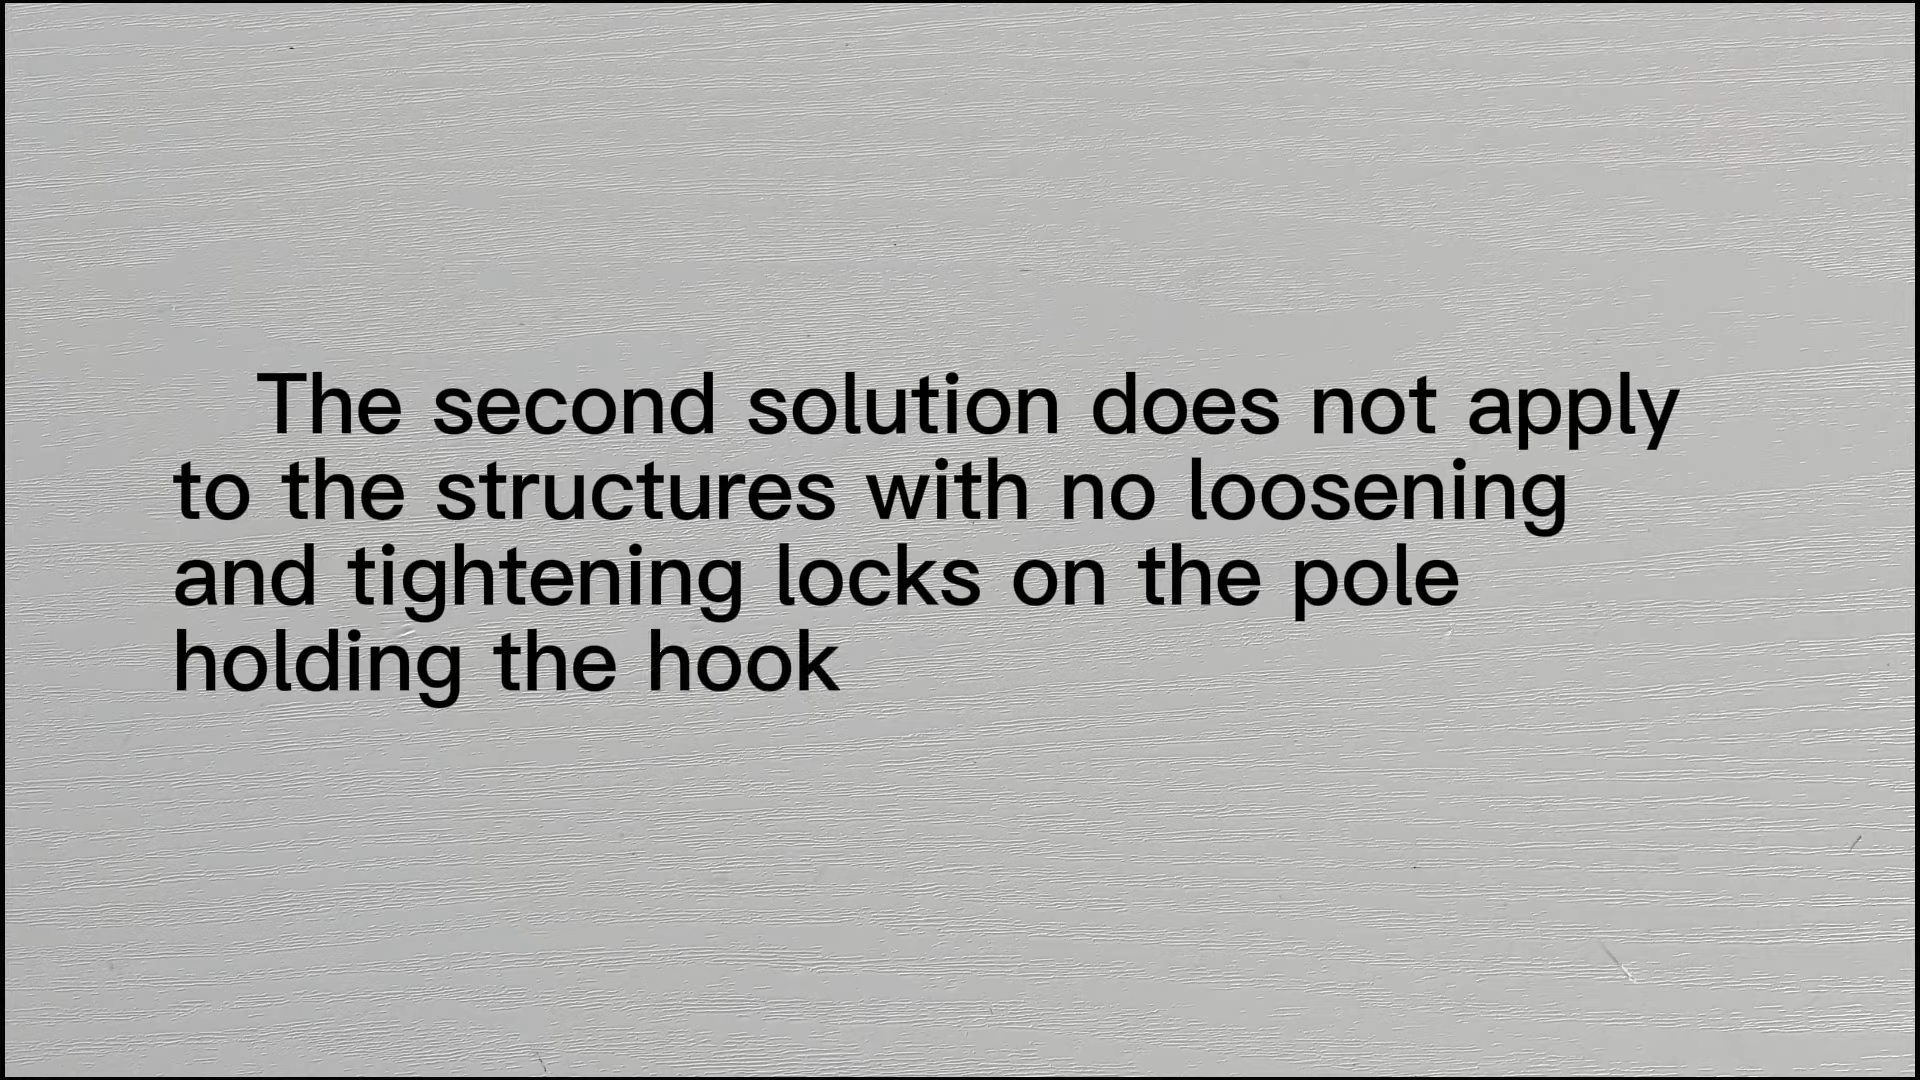 The second solution does not apply
to the structures with no loosening
and tightening locks on the pole
holding the hook